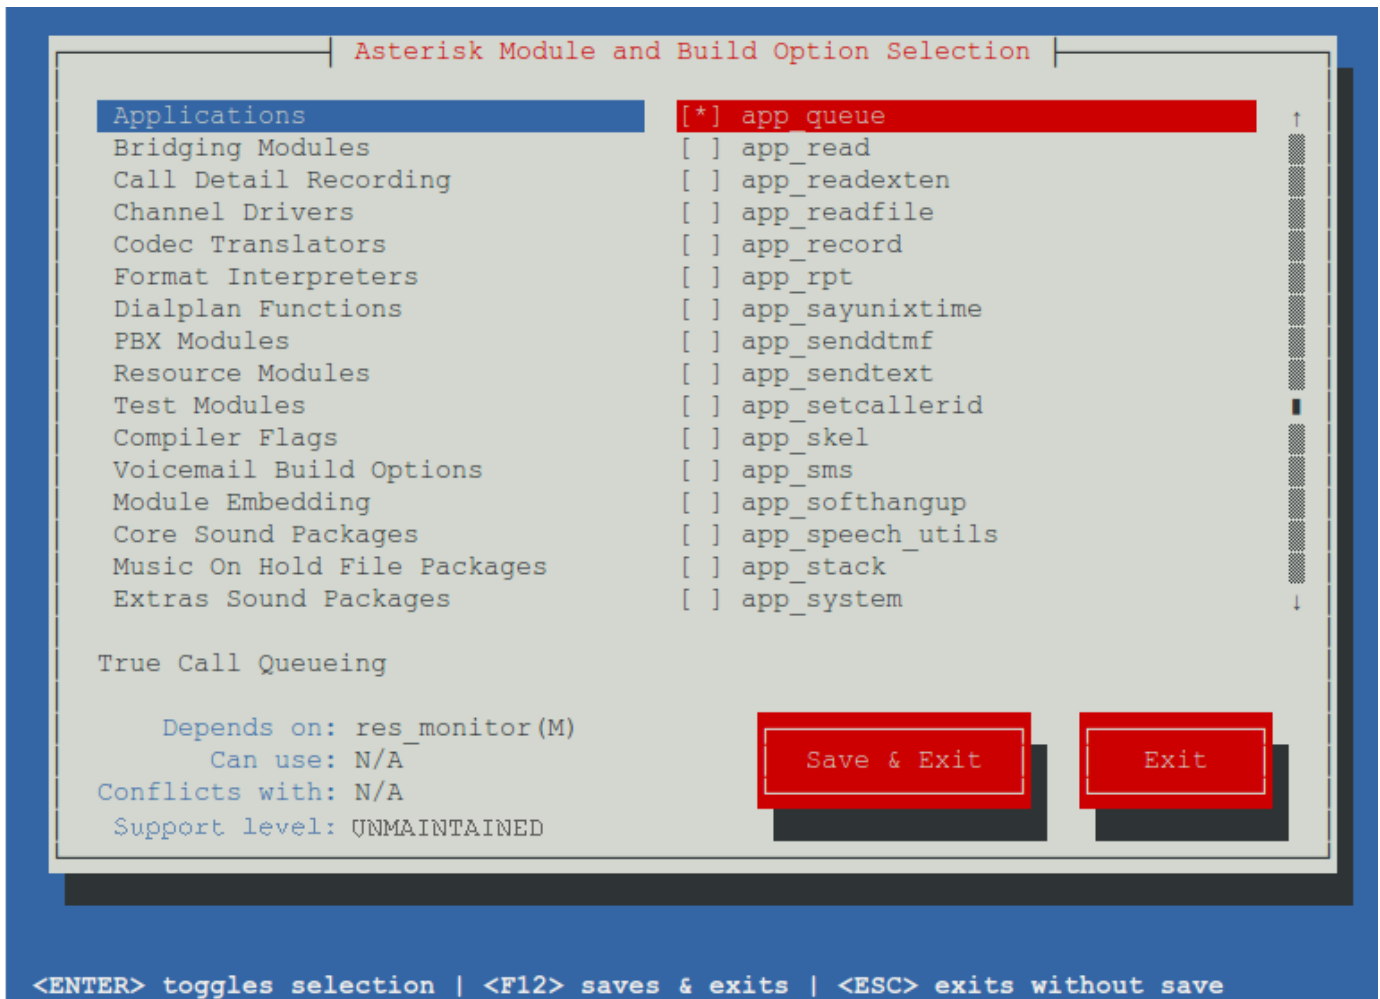 Asterisk Module and Build Option Selection
Applications [*] app_queue
Bridging Modules [ ] app_read
Call Detail Recording [ ] app_readexten
Channel Drivers [ ] app_readfile
Codec Translators [ ] app_record
Format Interpreters [ ] app_rpt
Dialplan Functions [ ] app_sayunixtime
PBX Modules [ ] app_senddtmf
Resource Modules [ ] app_sendtext
Test Modules [ ] app_setcallerid
Compiler Flags [ ] app_skel
Voicemail Build Options [ ] app_sms
Module Embedding [ ] app_softhangup
Core Sound Packages [ ] app_speech_utils
Music On Hold File Packages [ ] app_stack
Extras Sound Packages [ ] app_system
True Call Queueing
Depends on: res_monitor(M)
Can use: N/A Save & Exit Exit
Conflicts with: N/A
Support level: UNMAINTAINED
<ENTER> toggles selection | <F12> saves & exits | <ESC> exits without save